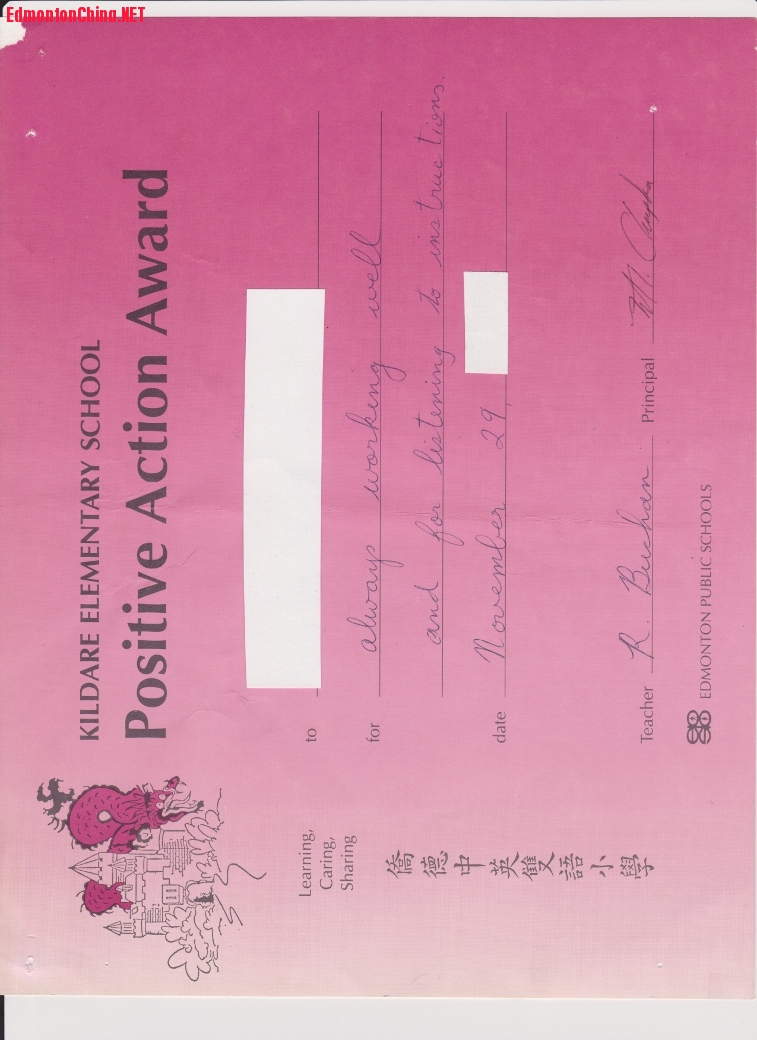 EdmontonChina.NET
KILDARE ELEMENTARY SCHOOL
Positive Action Award
to
for always working well
and for listening to instructions.
date November 29,
Teacher R. Buchan Principal
EDMONTON PUBLIC SCHOOLS
Learning,
Caring,
Sharing
僑德中英雙語小學